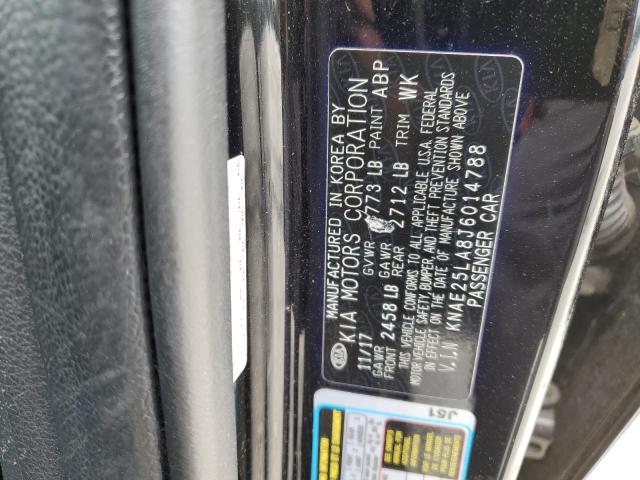 MANUFACTURED IN KOREA BY
KIA KIA MOTORS CORPORATION
11/17 GVWR 773 LB PAINT ABP
GAWR FRONT 2458 LB GAWR REAR 2712 LB TRIM WK
THIS VEHICLE CONFORMS TO ALL APPLICABLE U.S.A. FEDERAL
MOTOR VEHICLE SAFETY, BUMPER, AND THEFT PREVENTION STANDARDS
IN EFFECT ON THE DATE OF MANUFACTURE SHOWN ABOVE
V.I.N KNAE25LA8J6014788
PASSENGER CAR
J51